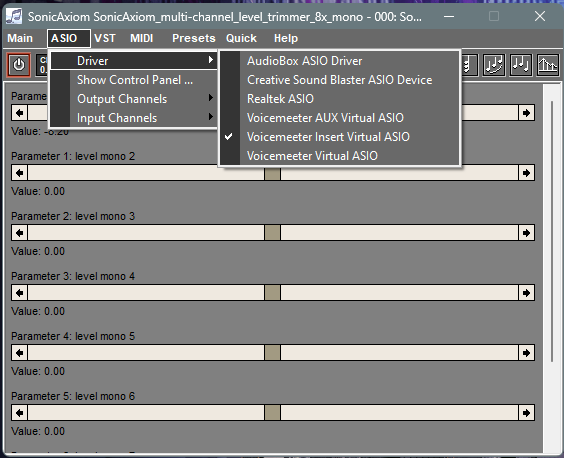 SonicAxiom SonicAxiom_multi-channel_level_trimmer_8x_mono - 000: So...
Main ASIO VST MIDI Presets Quick Help
Driver
Show Control Panel ...
Output Channels
Input Channels
AudioBox ASIO Driver
Creative Sound Blaster ASIO Device
Realtek ASIO
Voicemeeter AUX Virtual ASIO
Voicemeeter Insert Virtual ASIO
Voicemeeter Virtual ASIO
Value: -8.20
Parameter 1: level mono 2
Value: 0.00
Parameter 2: level mono 3
Value: 0.00
Parameter 3: level mono 4
Value: 0.00
Parameter 4: level mono 5
Value: 0.00
Parameter 5: level mono 6
Value: 0.00